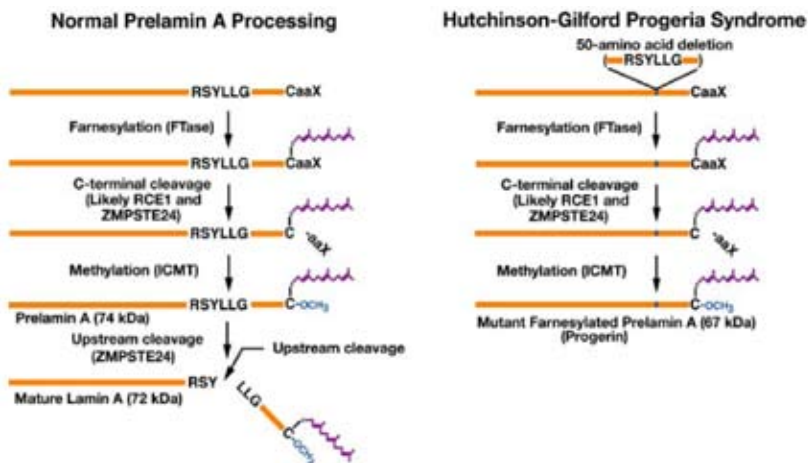 Normal Prelamin A Processing
RSYLLG
CaaX
Farnesylation (FTase)
RSYLLG
CaaX
C-terminal cleavage
(Likely RCE1 and
ZMPSTE24)
RSYLLG
C
-aaX
Methylation (ICMT)
RSYLLG
C-OCH3
Prelamin A (74 kDa)
Upstream cleavage
(ZMPSTE24)
Upstream cleavage
RSY
LLG
Mature Lamin A (72 kDa)
C-OCH3
Hutchinson-Gilford Progeria Syndrome
50-amino acid deletion
(RSYLLG)
CaaX
Farnesylation (FTase)
CaaX
C-terminal cleavage
(Likely RCE1 and
ZMPSTE24)
C
-aaX
Methylation (ICMT)
C-OCH3
Mutant Farnesylated Prelamin A (67 kDa)
(Progerin)